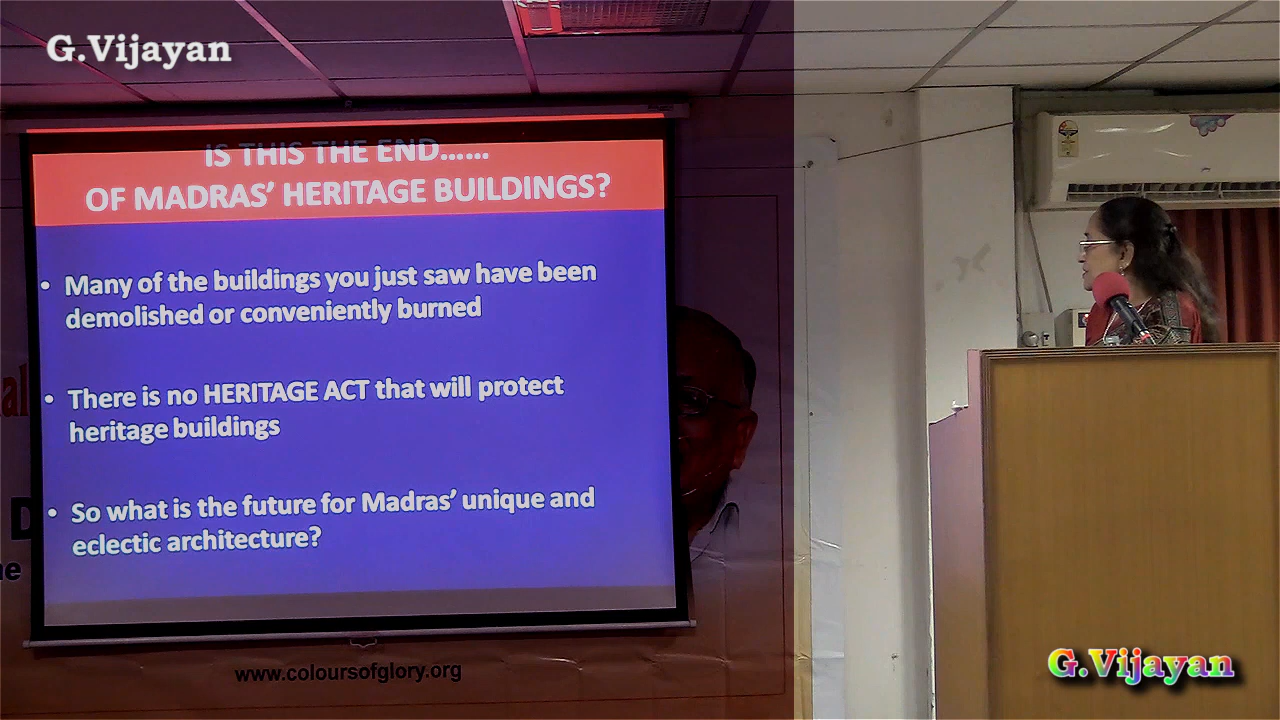 G.Vijayan
IS THIS THE END......
OF MADRAS' HERITAGE BUILDINGS?
• Many of the buildings you just saw have been
demolished or conveniently burned
• There is no HERITAGE ACT that will protect
heritage buildings
• So what is the future for Madras' unique and
eclectic architecture?
www.coloursofglory.org
G.Vijayan